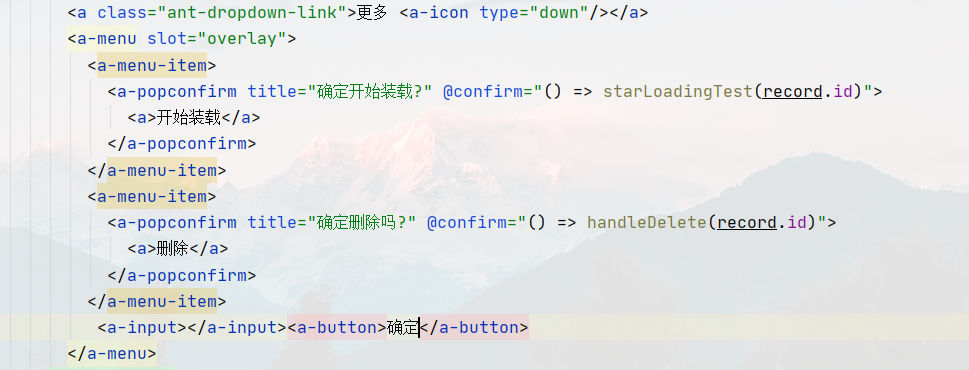 <a class="ant-dropdown-link">更多 <a-icon type="down"/></a>
<a-menu slot="overlay">
<a-menu-item>
<a-popconfirm title="确定开始装载?" @confirm="() => starLoadingTest(record.id)">
<a>开始装载</a>
</a-popconfirm>
</a-menu-item>
<a-menu-item>
<a-popconfirm title="确定删除吗?" @confirm="() => handleDelete(record.id)">
<a>删除</a>
</a-popconfirm>
</a-menu-item>
<a-input></a-input><a-button>确定</a-button>
</a-menu>